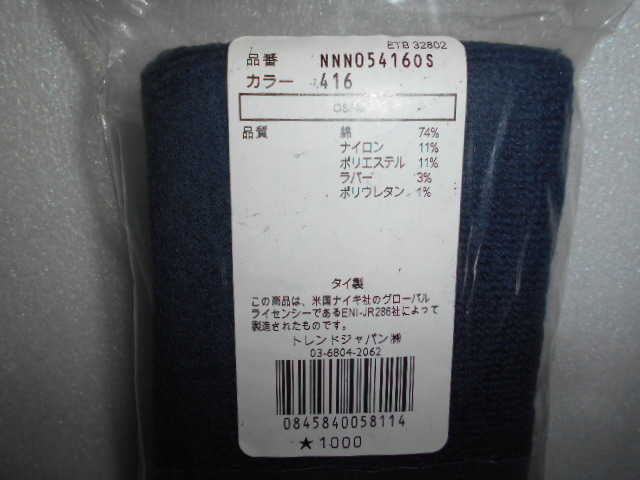 ETB 32802
品番 NNN05416OS
カラー 416
品質 綿 74%
ナイロン 11%
ポリエステル 11%
ラバー 3%
ポリウレタン 1%
タイ製
この商品は、米国ナイキ社のグローバル
ライセンシーであるENI-JR286社によって
製造されたものです。
トレンドジャパン㈱
03-6804-2062
0845840058114
★1000